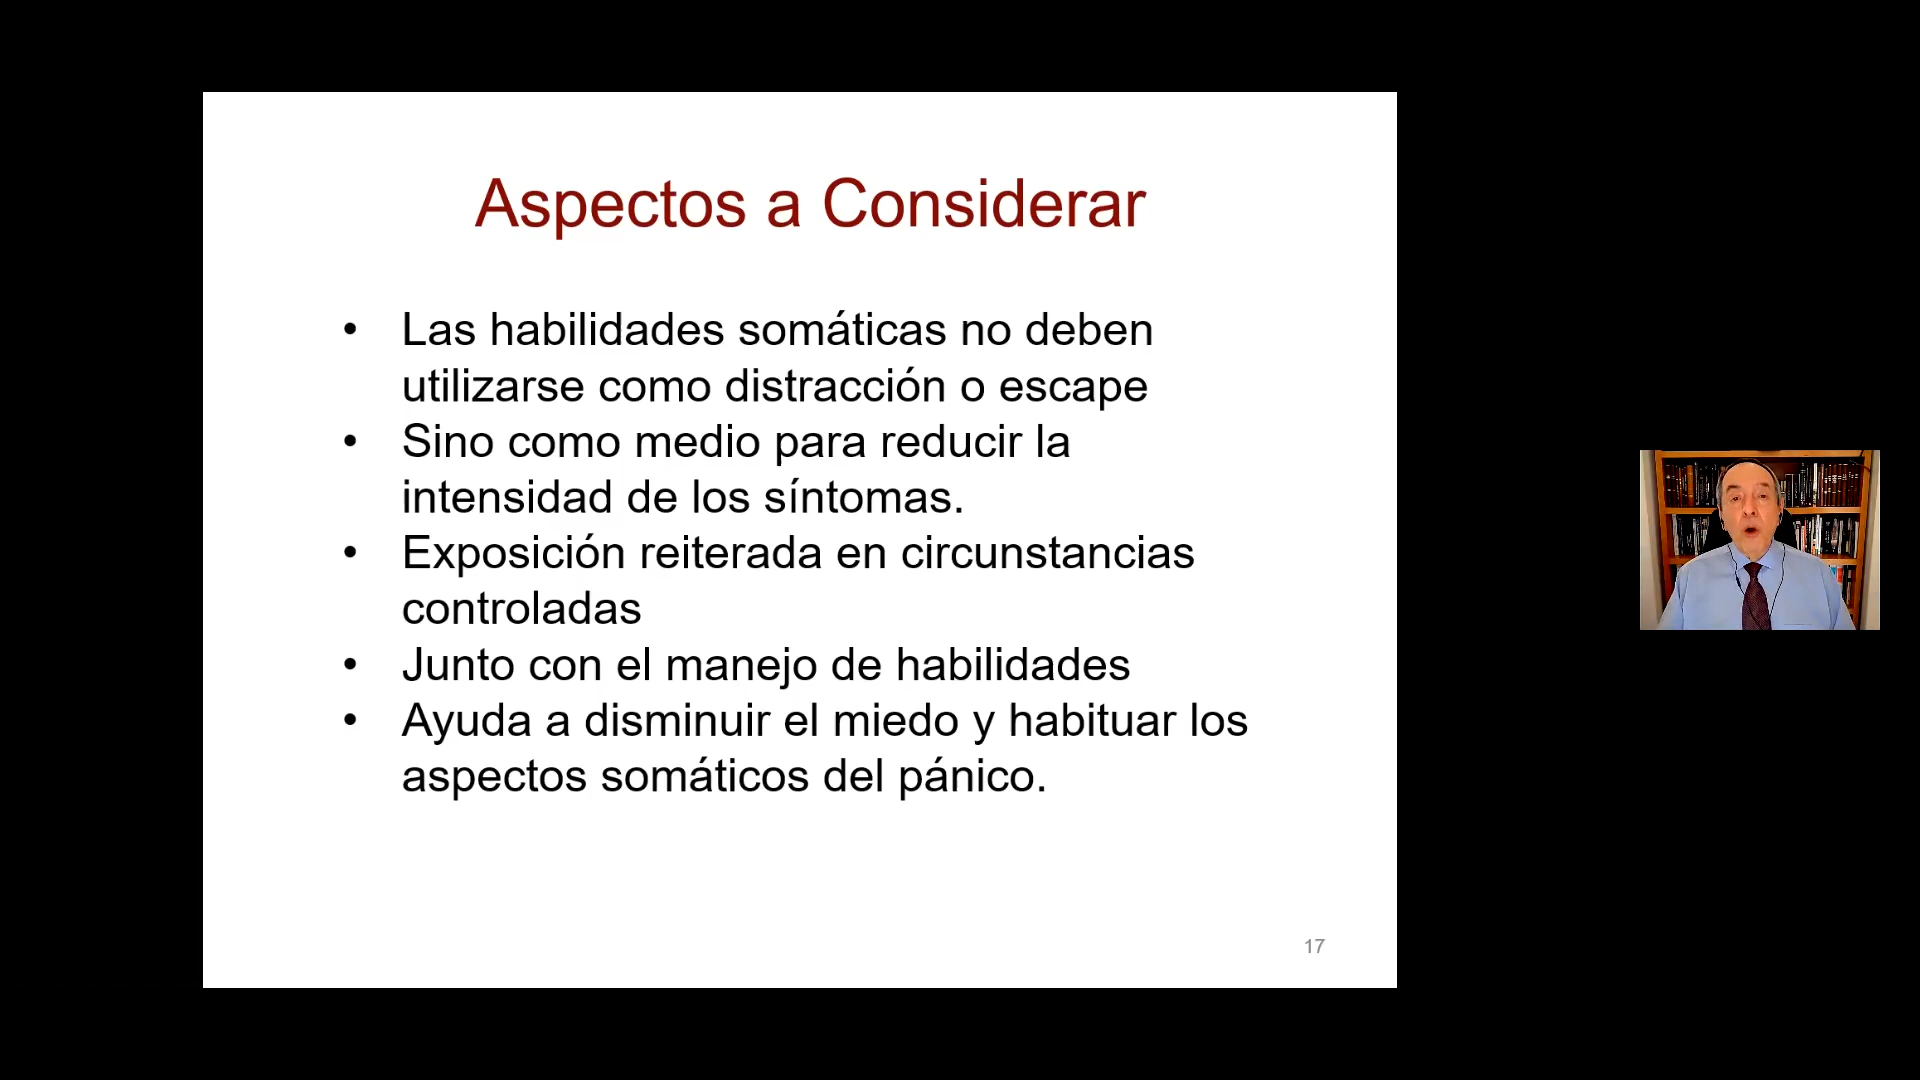 Aspectos a Considerar
• Las habilidades somáticas no deben
utilizarse como distracción o escape
• Sino como medio para reducir la
intensidad de los síntomas.
• Exposición reiterada en circunstancias
controladas
• Junto con el manejo de habilidades
• Ayuda a disminuir el miedo y habituar los
aspectos somáticos del pánico.
17